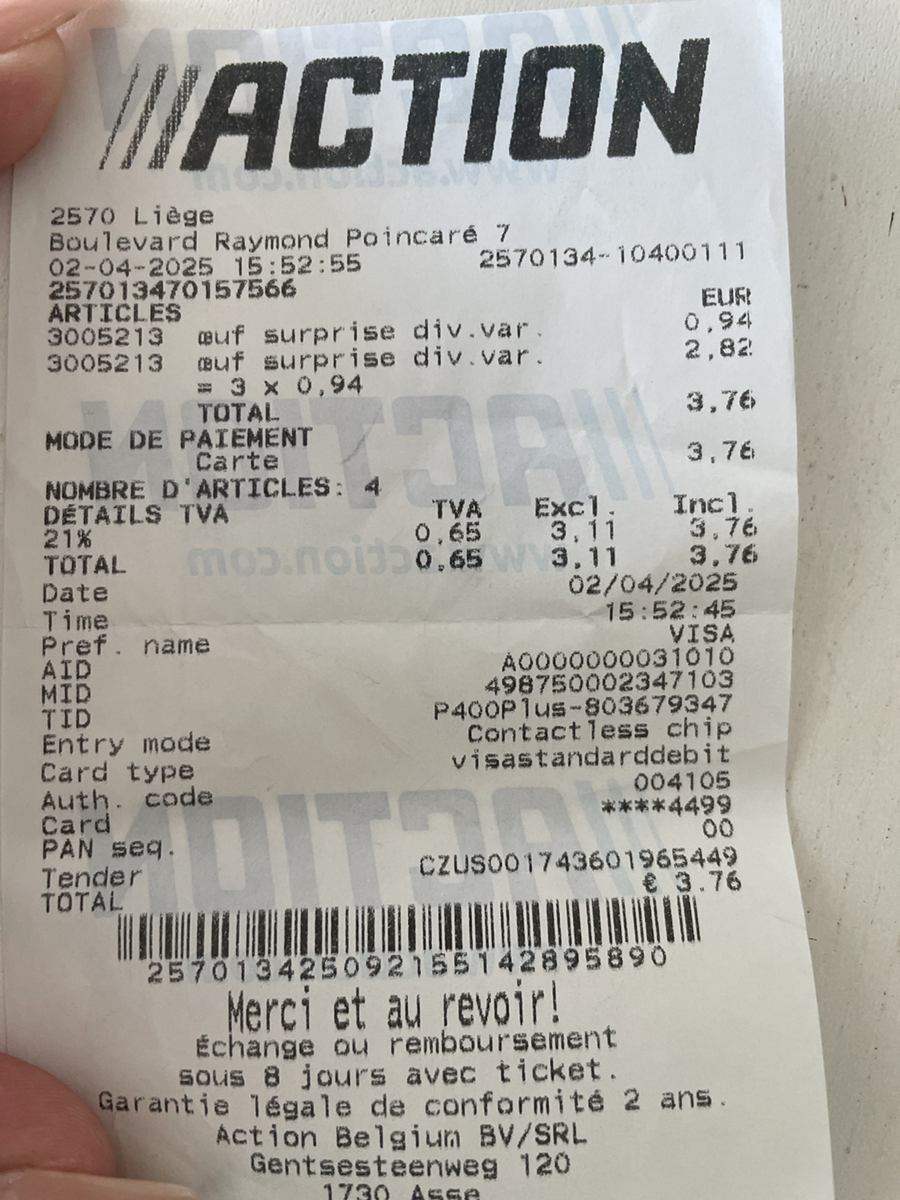 ACTION
2570 Liège
Boulevard Raymond Poincaré 7
02-04-2025 15:52:55 2570134-10400111
257013470157566
ARTICLES EUR
3005213 œuf surprise div.var. 0,94
3005213 œuf surprise div.var. 2,82
= 3 x 0,94
TOTAL 3,76
MODE DE PAIEMENT
Carte 3,76
NOMBRE D'ARTICLES: 4
DÉTAILS TVA TVA Excl. Incl.
21% 0,65 3,11 3,76
TOTAL 0,65 3,11 3,76
Date 02/04/2025
Time 15:52:45
Pref. name VISA
AID A0000000031010
MID 498750002347103
TID P400Plus-803679347
Entry mode Contactless chip
Card type visastandarddebit
Auth. code 004105
Card ****4499
PAN seq. 00
Tender CZUS001743601965449
TOTAL € 3.76
257013425092155142895890
Merci et au revoir!
Échange ou remboursement
sous 8 jours avec ticket.
Garantie légale de conformité 2 ans.
Action Belgium BV/SRL
Gentsesteenweg 120
1730 Asse